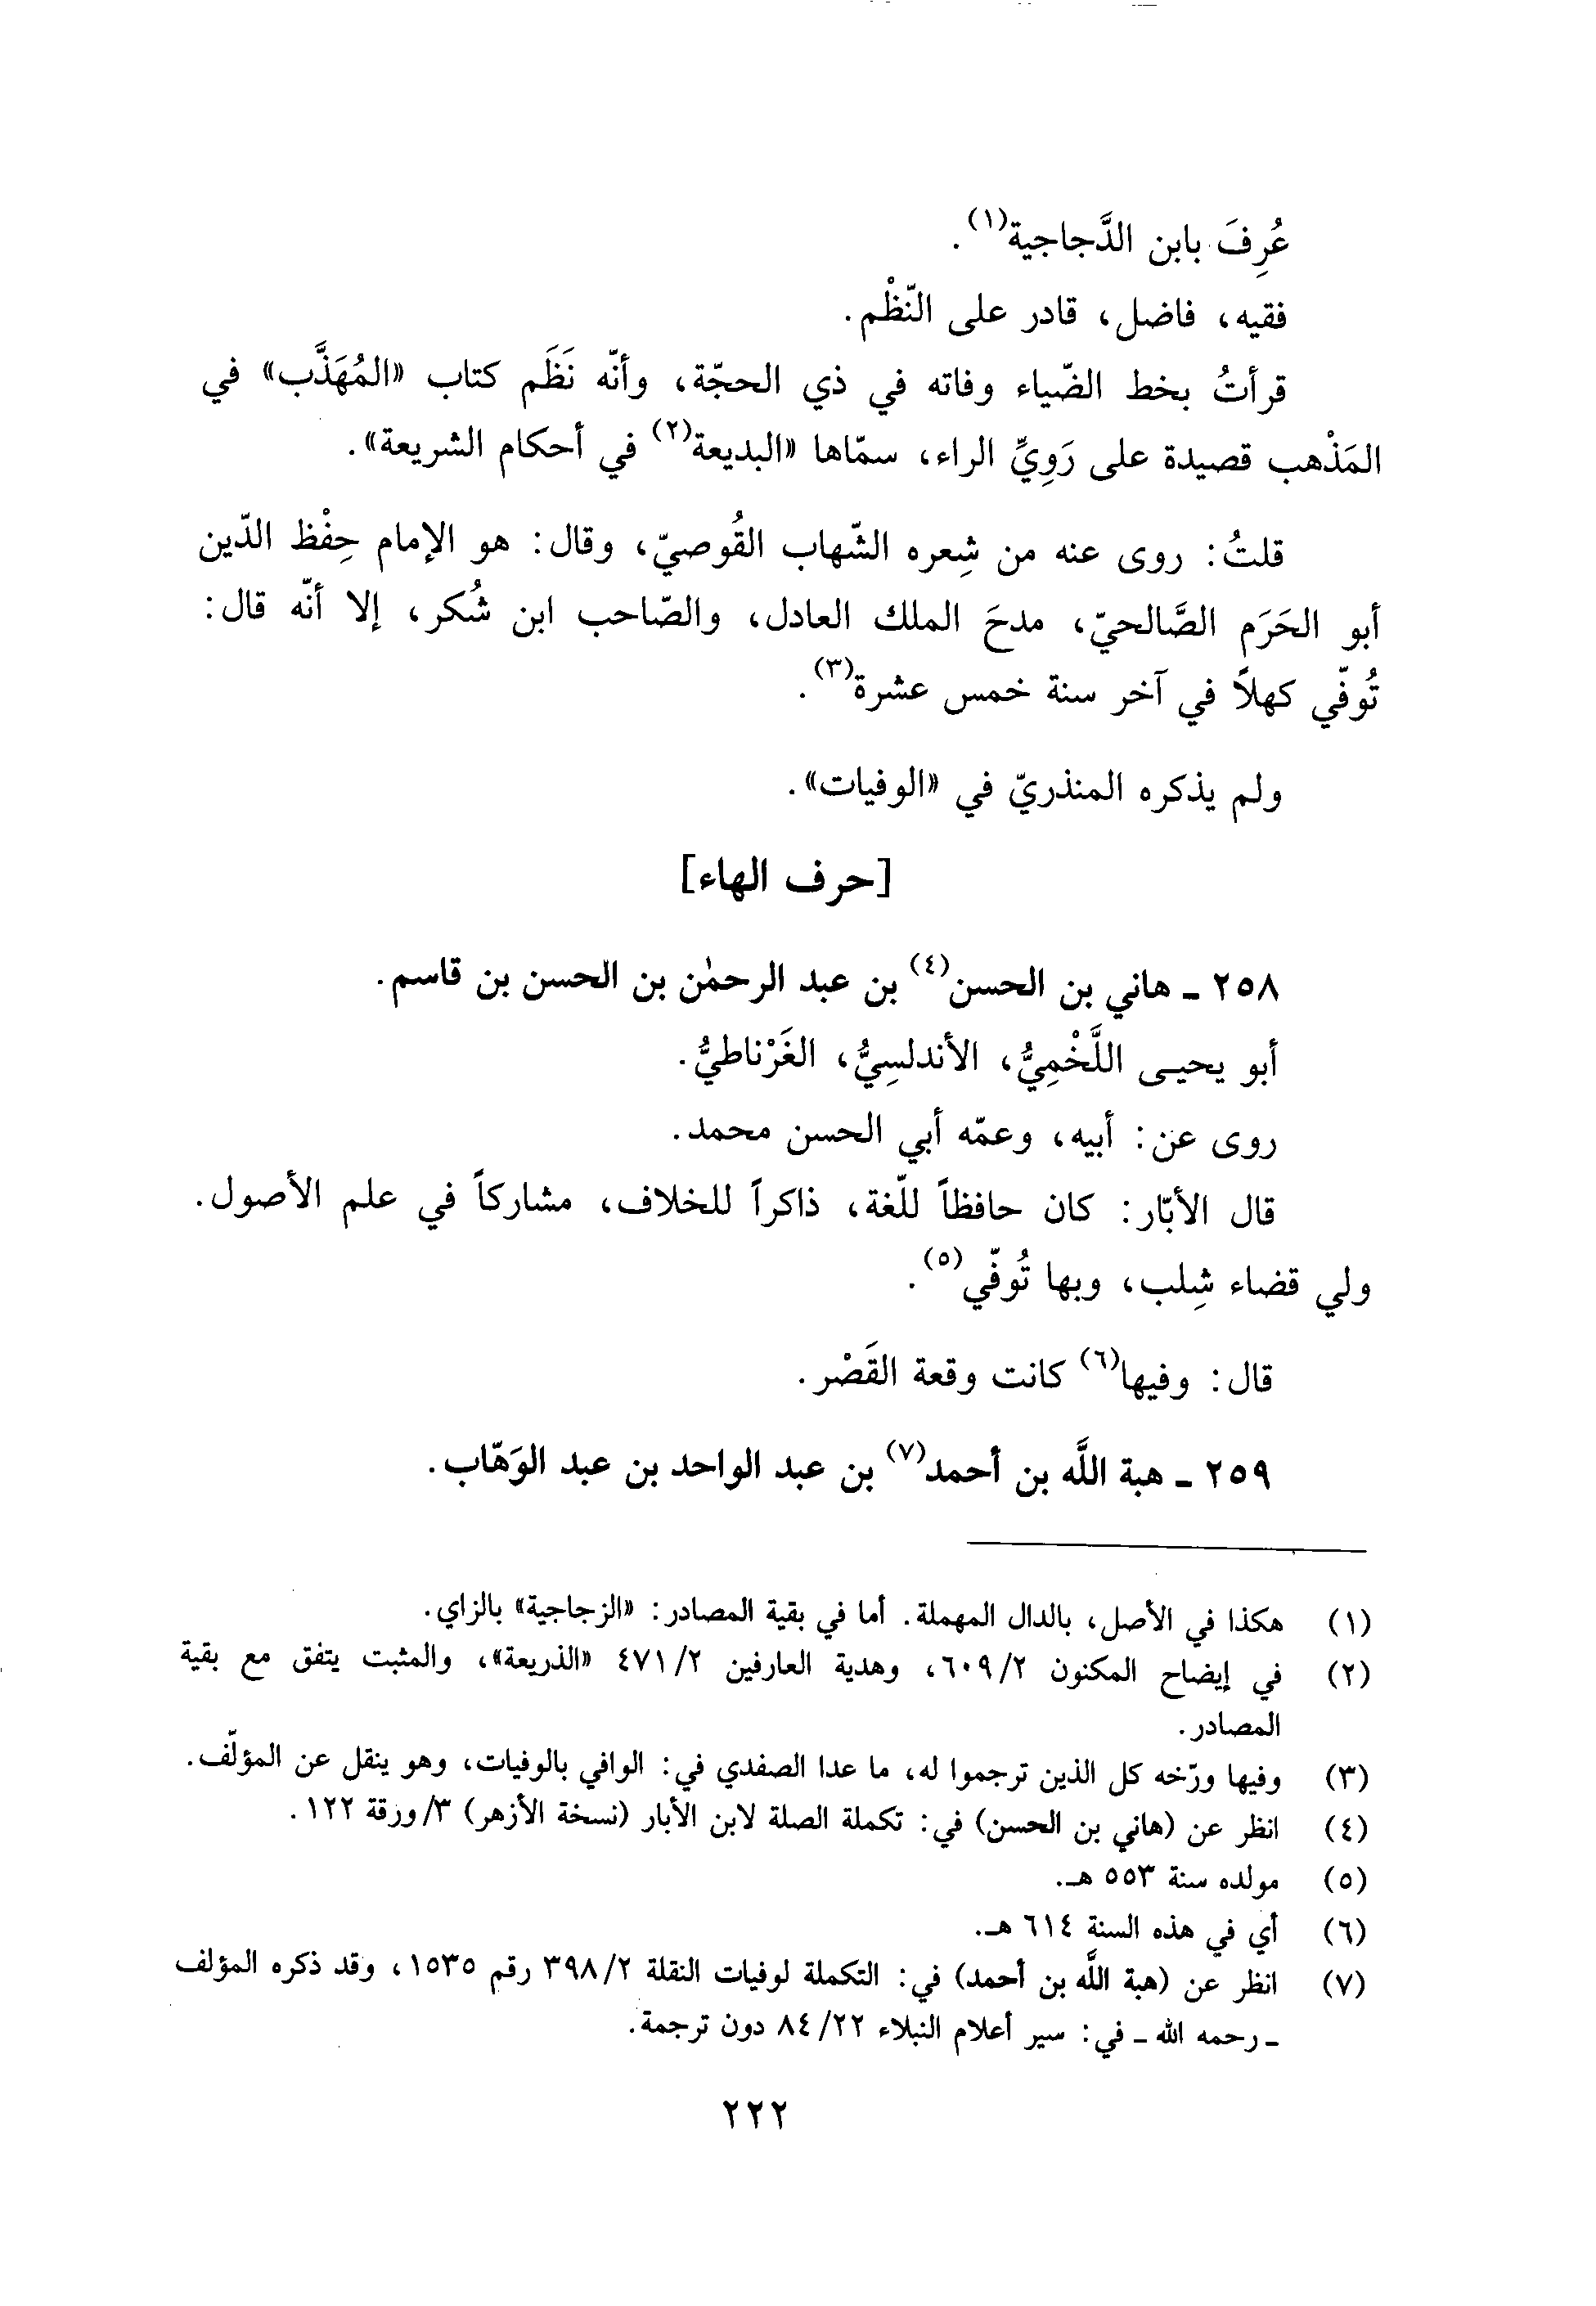 عُرِفَ بابن الدَّجاجية(١).
فقيه، فاضل، قادر على النّظْم.
قرأتُ بخط الضّياء وفاته في ذي الحجّة، وأنّه نَظَم كتاب «المُهَذَّب» في
المَذْهب قصيدة على رَوِيِّ الراء، سمّاها «البديعة(٢) في أحكام الشريعة».
قلتُ: روى عنه من شِعره الشّهاب القُوصيّ، وقال: هو الإمام حِفْظ الدّين
أبو الحَرَم الصَّالحيّ، مدحَ الملك العادل، والصّاحب ابن شُكر، إلا أنّه قال:
تُوفّي كهلاً في آخر سنة خمس عشرة(٣).
ولم يذكره المنذريّ في «الوفيات».
[حرف الهاء]
٢٥٨ ـ هاني بن الحسن(٤) بن عبد الرحمٰن بن الحسن بن قاسم.
أبو يحيـى اللَّخْمِيُّ، الأندلسِيُّ، الغَرْناطيُّ.
روى عن: أبيه، وعمّه أبي الحسن محمد.
قال الأبّار: كان حافظاً للّغة، ذاكراً للخلاف، مشاركاً في علم الأصول.
ولي قضاء شِلب، وبها تُوفّي(٥).
قال: وفيها(٦) كانت وقعة القَصْر.
٢٥٩ ـ هبة اللَّه بن أحمد(٧) بن عبد الواحد بن عبد الوَهّاب.
(١) هكذا في الأصل، بالدال المهملة. أما في بقية المصادر: «الزجاجية» بالزاي.
(٢) في إيضاح المكنون ٦٠٩/٢، وهدية العارفين ٤٧١/٢ «الذريعة»، والمثبت يتفق مع بقية
المصادر.
(٣) وفيها ورّخه كل الذين ترجموا له، ما عدا الصفدي في: الوافي بالوفيات، وهو ينقل عن المؤلّف.
(٤) انظر عن (هاني بن الحسن) في: تكملة الصلة لابن الأبار (نسخة الأزهر) ٣/ورقة ١٢٢.
(٥) مولده سنة ٥٥٣ هـ.
(٦) أي في هذه السنة ٦١٤ هـ.
(٧) انظر عن (هبة اللَّه بن أحمد) في: التكملة لوفيات النقلة ٣٩٨/٢ رقم ١٥٣٥، وقد ذكره المؤلف
ـ رحمه الله ـ في: سير أعلام النبلاء ٨٤/٢٢ دون ترجمة.
٢٢٢